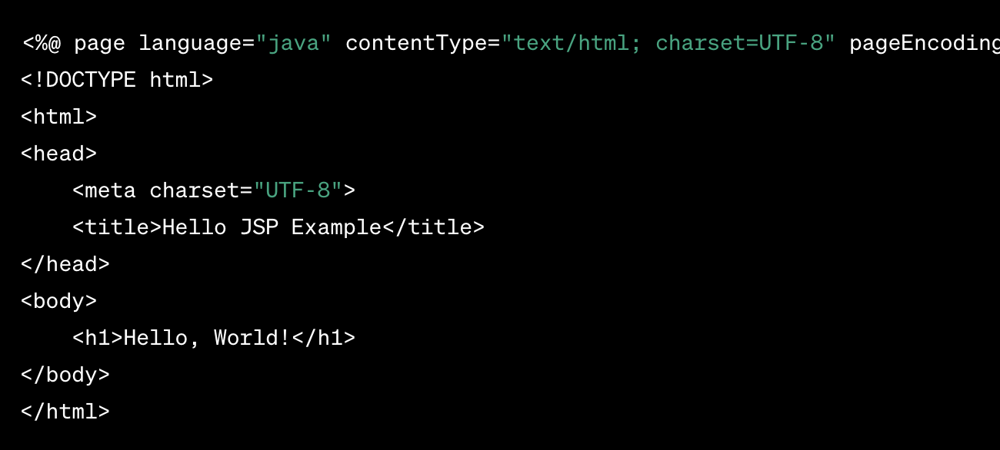 <%@ page language="java" contentType="text/html; charset=UTF-8" pageEncoding
<!DOCTYPE html>
<html>
<head>
    <meta charset="UTF-8">
    <title>Hello JSP Example</title>
</head>
<body>
    <h1>Hello, World!</h1>
</body>
</html>